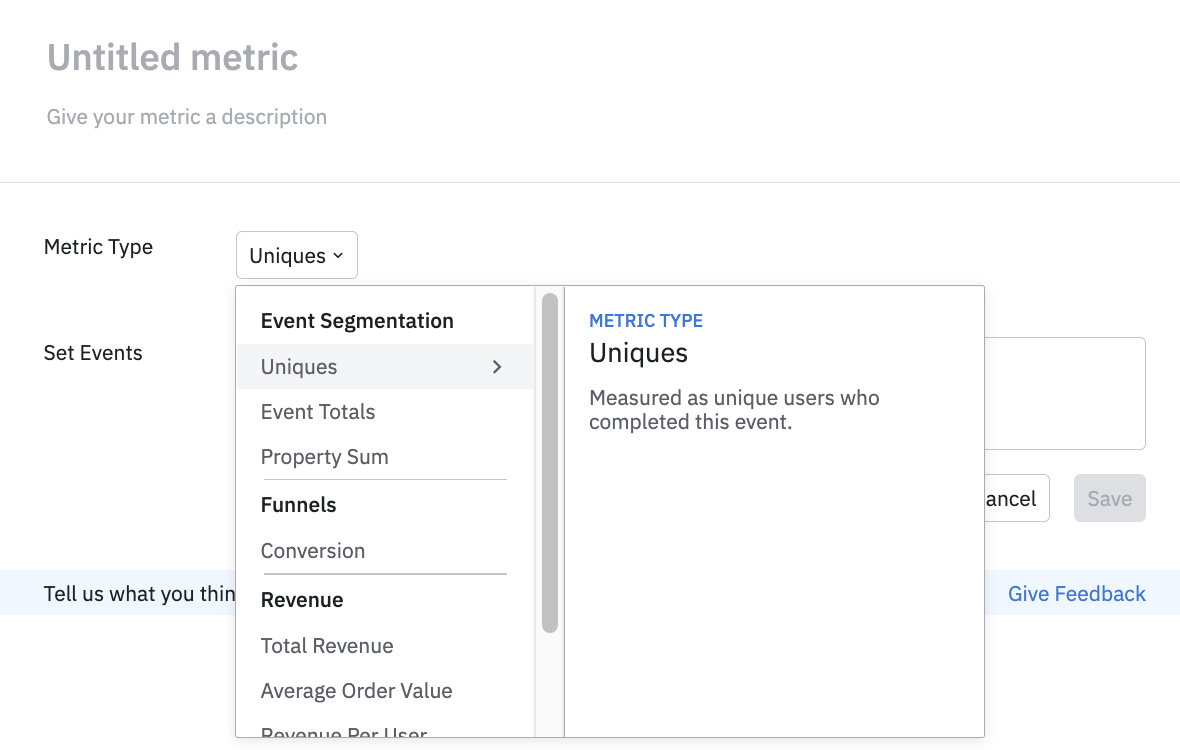 Untitled metric
Give your metric a description
Metric Type
Uniques
Set Events
Event Segmentation
Uniques
Event Totals
Property Sum
Funnels
Conversion
Revenue
Total Revenue
Average Order Value
Revenue Per User
METRIC TYPE
Uniques
Measured as unique users who
completed this event.
ancel
Save
Tell us what you thin
Give Feedback